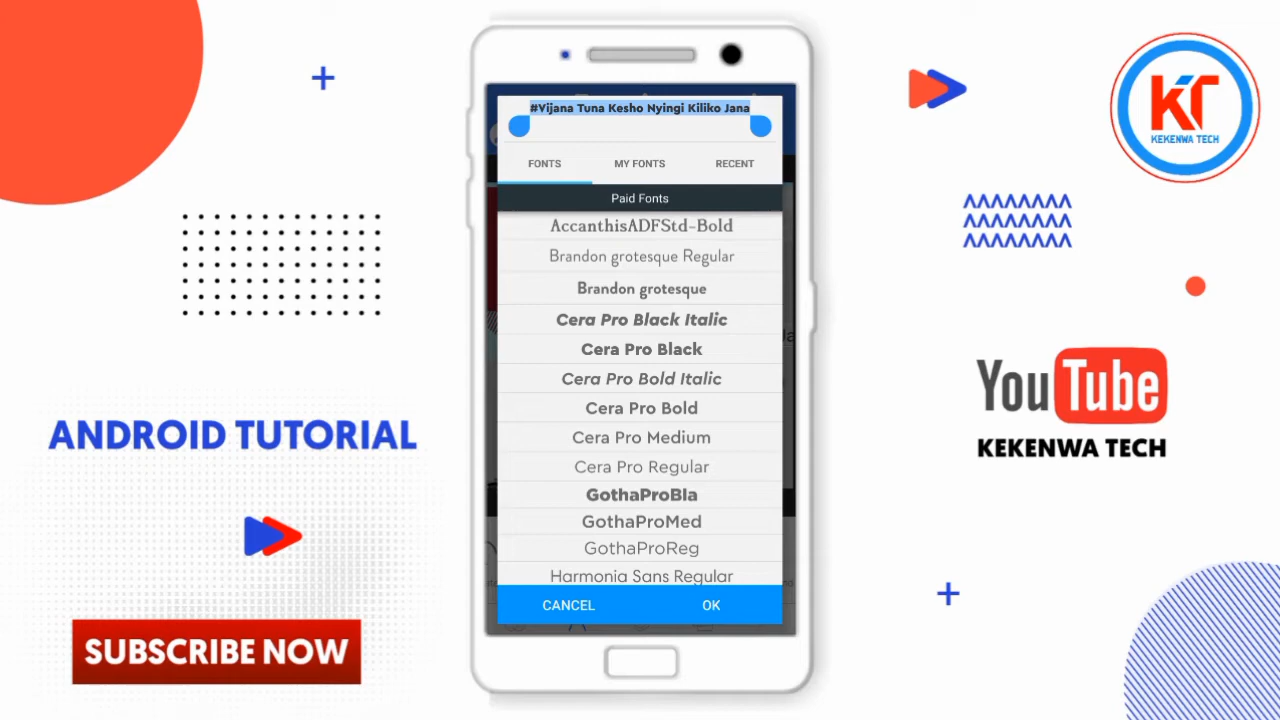 #Vijana Tuna Kesho Nyingi Kiliko Jana
FONTS MY FONTS RECENT
Paid Fonts
AccanthisADFStd-Bold
Brandon grotesque Regular
Brandon grotesque
Cera Pro Black Italic
Cera Pro Black
Cera Pro Bold Italic
Cera Pro Bold
Cera Pro Medium
Cera Pro Regular
GothaProBla
GothaProMed
GothaProReg
Harmonia Sans Regular
CANCEL OK
ANDROID TUTORIAL
SUBSCRIBE NOW
KT
KEKENWA TECH
YouTube
KEKENWA TECH